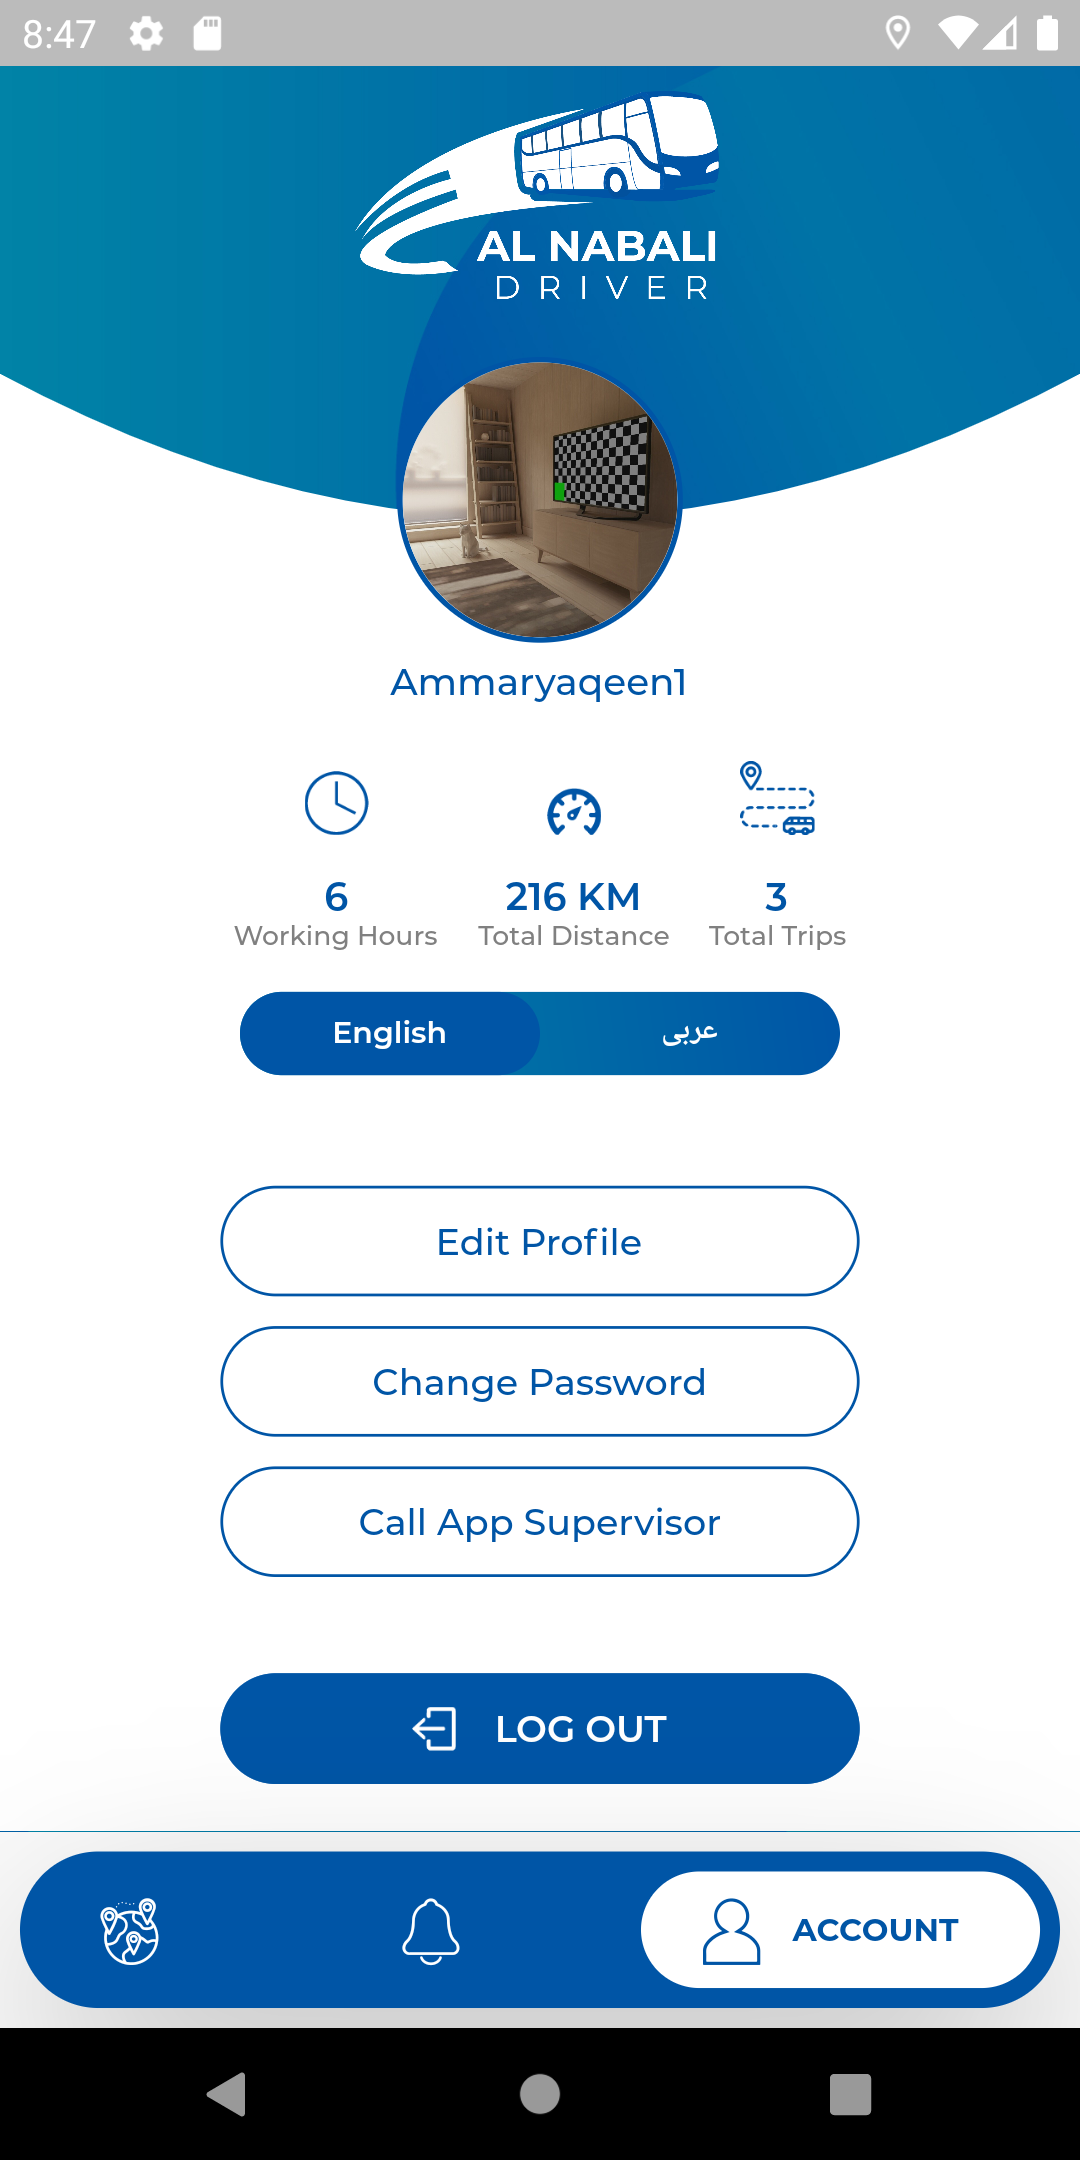 8:47
AL NABALI
DRIVER
Ammaryaqeen1
6
Working Hours
216 KM
Total Distance
3
Total Trips
English
عربى
Edit Profile
Change Password
Call App Supervisor
LOG OUT
ACCOUNT